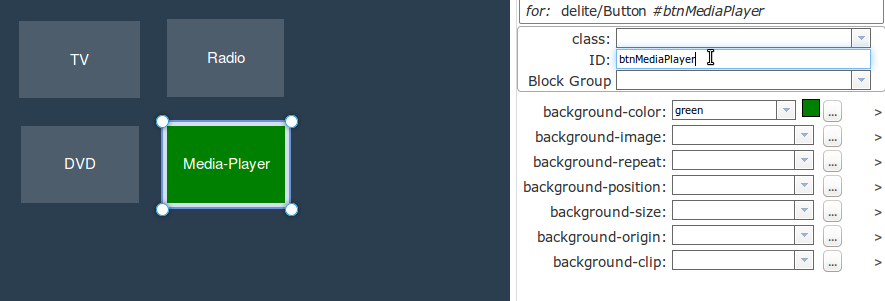 TV
Radio
DVD
Media-Player
for: delite/Button #btnMediaPlayer
class:
ID: btnMediaPlayer
Block Group
background-color: green ... >
background-image: ... >
background-repeat: ... >
background-position: ... >
background-size: ... >
background-origin: ... >
background-clip: ... >